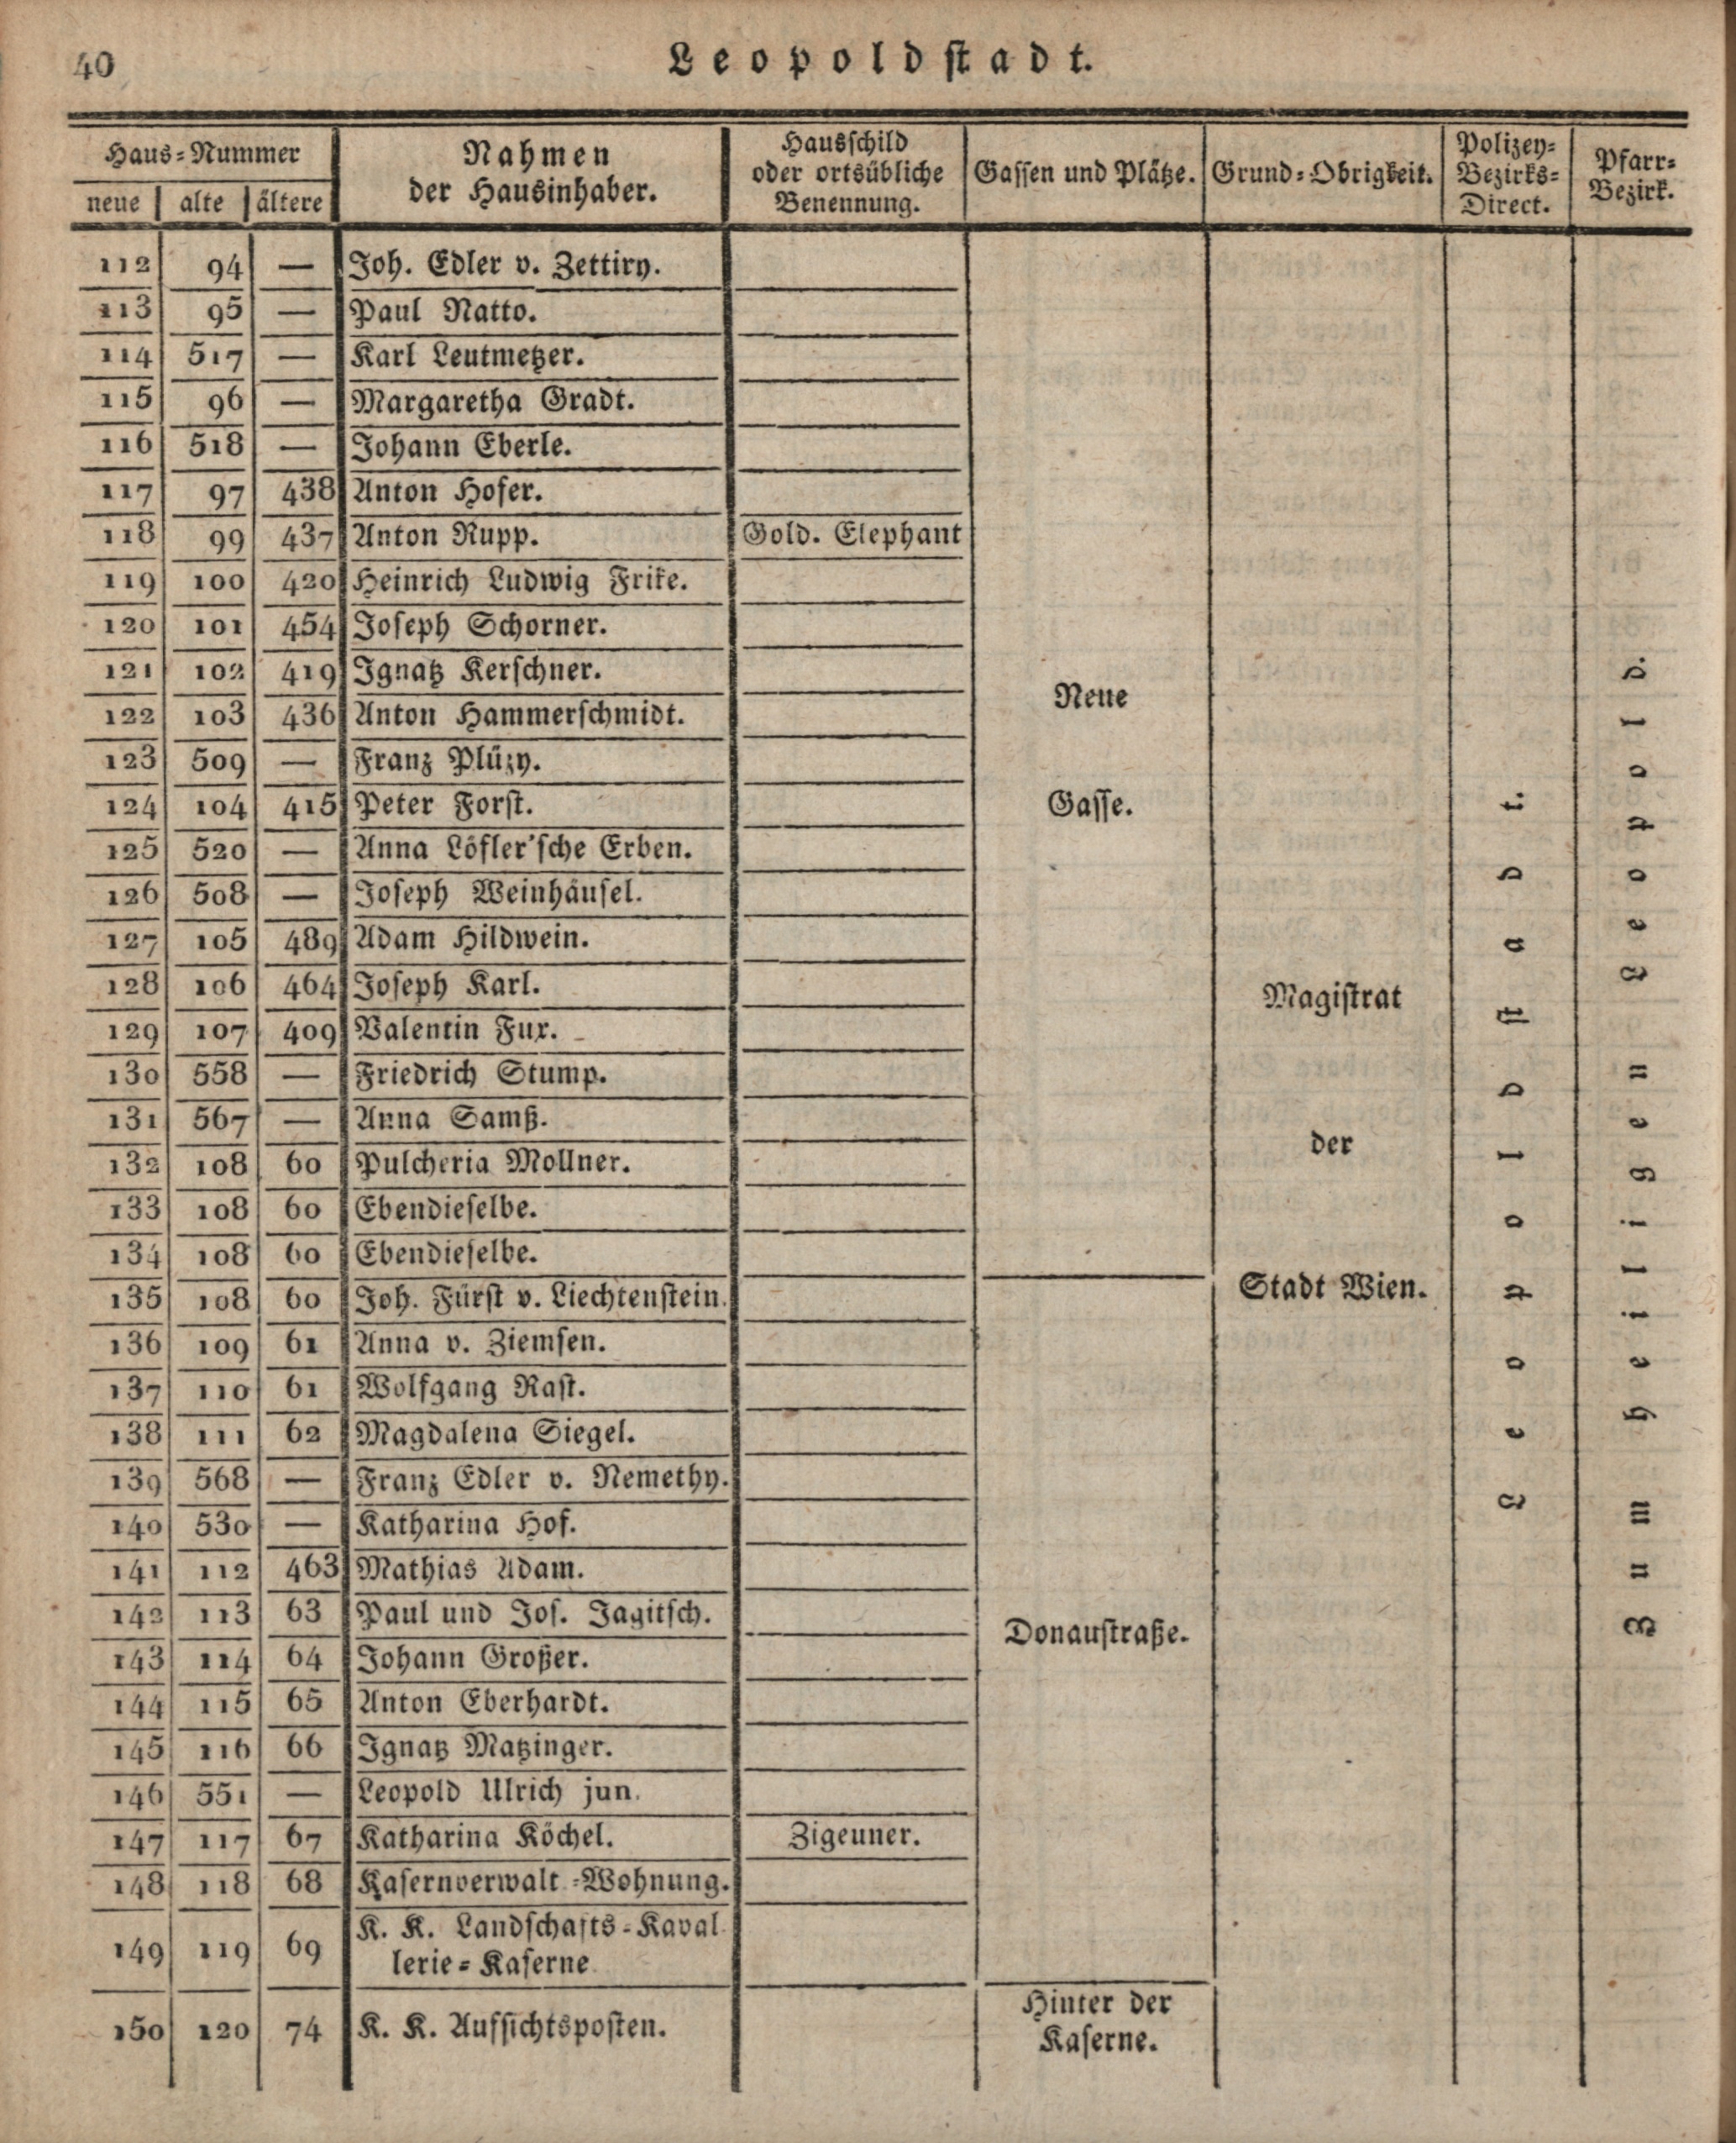 40
Leopoldstadt.
Haus-Nummer
neue alte ältere
Nahmen
der Hausinhaber.
Hausschild
oder ortsübliche
Benennung.
Gassen und Plätze.
Grund-Obrigkeit.
Polizey-
Bezirks-
Direct.
Pfarr-
Bezirk.
112 94 — Joh. Edler v. Zettiry.
113 95 — Paul Natto.
114 517 — Karl Leutmetzer.
115 96 — Margaretha Gradt.
116 518 — Johann Eberle.
117 97 438 Anton Hofer.
118 99 437 Anton Rupp. Gold. Elephant
119 100 420 Heinrich Ludwig Frike.
120 101 454 Joseph Schorner.
121 102 419 Ignatz Kerschner.
122 103 436 Anton Hammerschmidt.
123 509 — Franz Plüzy.
124 104 415 Peter Forst.
125 520 — Anna Löfler'sche Erben.
126 508 — Joseph Weinhäusel.
127 105 489 Adam Hildwein.
128 106 464 Joseph Karl.
129 107 409 Valentin Fux.
130 558 — Friedrich Stump.
131 567 — Anna Samß.
132 108 60 Pulcheria Mollner.
133 108 60 Ebendieselbe.
134 108 60 Ebendieselbe.
135 108 60 Joh. Fürst v. Liechtenstein.
136 109 61 Anna v. Ziemsen.
137 110 61 Wolfgang Rast.
138 111 62 Magdalena Siegel.
139 568 — Franz Edler v. Nemethy.
140 530 — Katharina Hof.
141 112 463 Mathias Adam.
142 113 63 Paul und Jos. Jagitsch.
143 114 64 Johann Großer.
144 115 65 Anton Eberhardt.
145 116 66 Ignatz Matzinger.
146 551 — Leopold Ulrich jun.
147 117 67 Katharina Köchel. Zigeuner.
148 118 68 Kasernverwalt-Wohnung.
149 119 69 K. K. Landschafts-Kaval
lerie-Kaserne
150 120 74 K. K. Aufsichtsposten.
Neue
Gasse.
Donaustraße.
Hinter der
Kaserne.
Magistrat
der
Stadt Wien.
Leopoldstadt.
Zum heiligen Leopold.